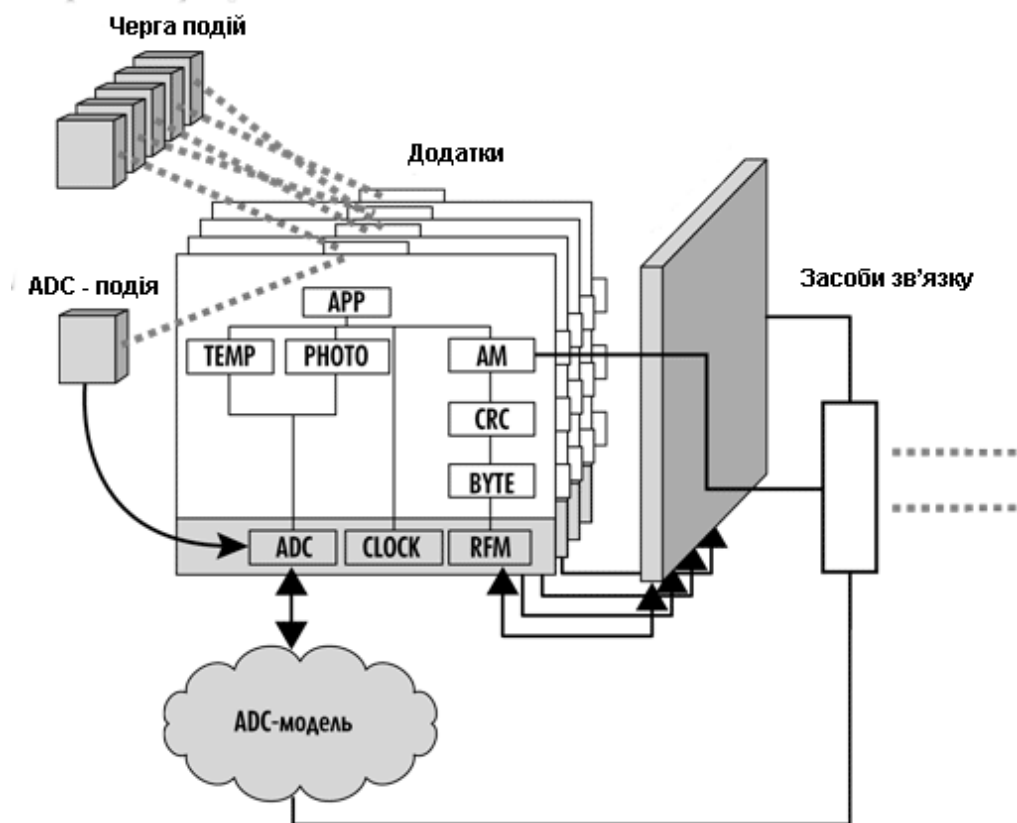 Черга подій
Додатки
ADC - подія
Засоби зв'язку
APP
TEMP
PHOTO
AM
CRC
BYTE
ADC
CLOCK
RFM
ADC-модель